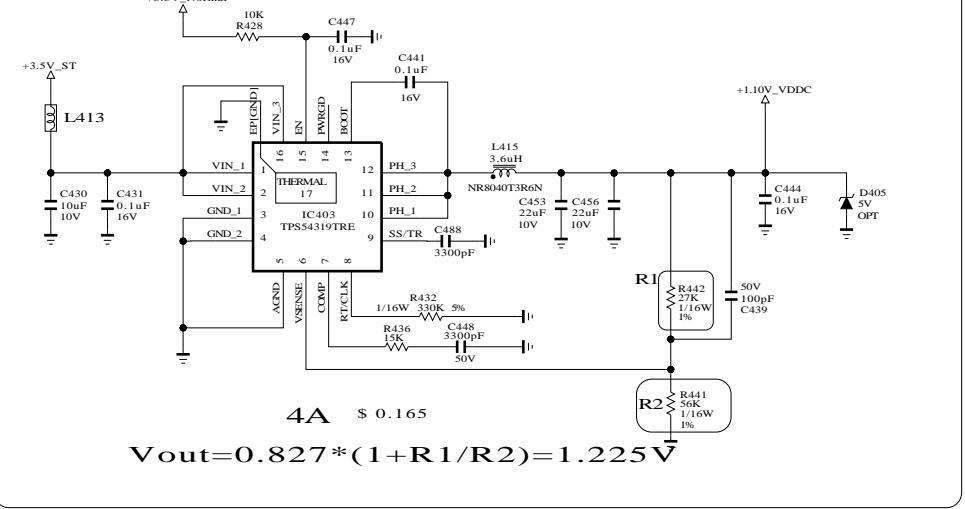 10K
R428
C447
0.1uF
16V
C441
0.1uF
16V
+3.5V_ST
L413
+1.10V_VDDC
EP[GND]
VIN_3
EN
PWRGD
BOOT
16
15
14
13
L415
3.6uH
NR8040T3R6N
VIN_1
1
VIN_2
2
GND_1
3
GND_2
4
THERMAL
17
IC403
TPS54319TRE
12
PH_3
11
PH_2
10
PH_1
9
SS/TR
C430
10uF
10V
C431
0.1uF
16V
C488
3300pF
C453
22uF
10V
C456
22uF
10V
C444
0.1uF
16V
D405
5V
OPT
5
6
7
8
AGND
VSENSE
COMP
RT/CLK
R432
1/16W 330K 5%
R436
15K
C448
3300pF
50V
R1
R442
27K
1/16W
1%
50V
100pF
C439
R2
R441
56K
1/16W
1%
4A $ 0.165
Vout=0.827*(1+R1/R2)=1.225V